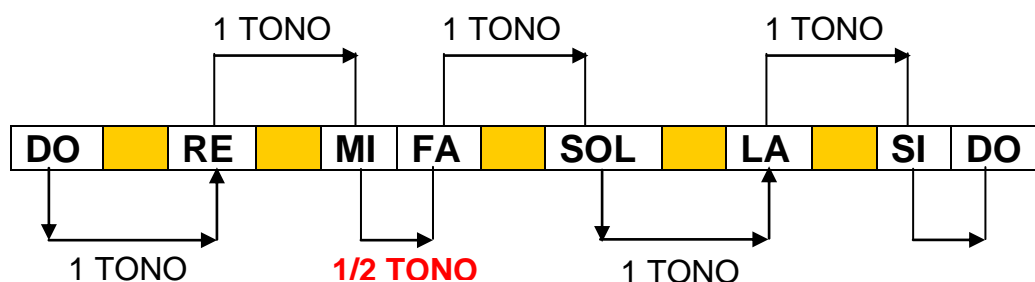 1 TONO 1 TONO 1 TONO
DO RE MI FA SOL LA SI DO
1 TONO 1/2 TONO 1 TONO